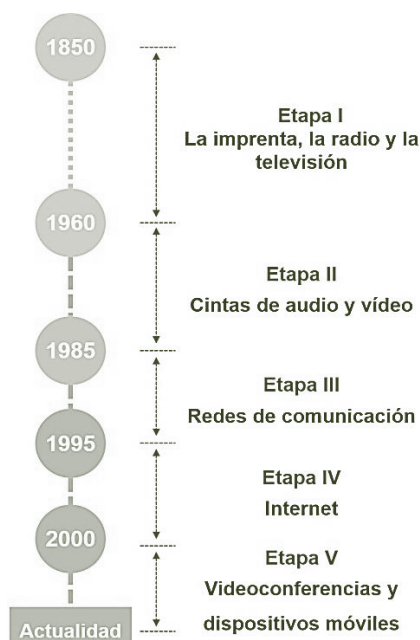 1850
Etapa I
La imprenta, la radio y la
televisión
1960
Etapa II
Cintas de audio y vídeo
1985
Etapa III
Redes de comunicación
1995
Etapa IV
Internet
2000
Etapa V
Videoconferencias y
dispositivos móviles
Actualidad